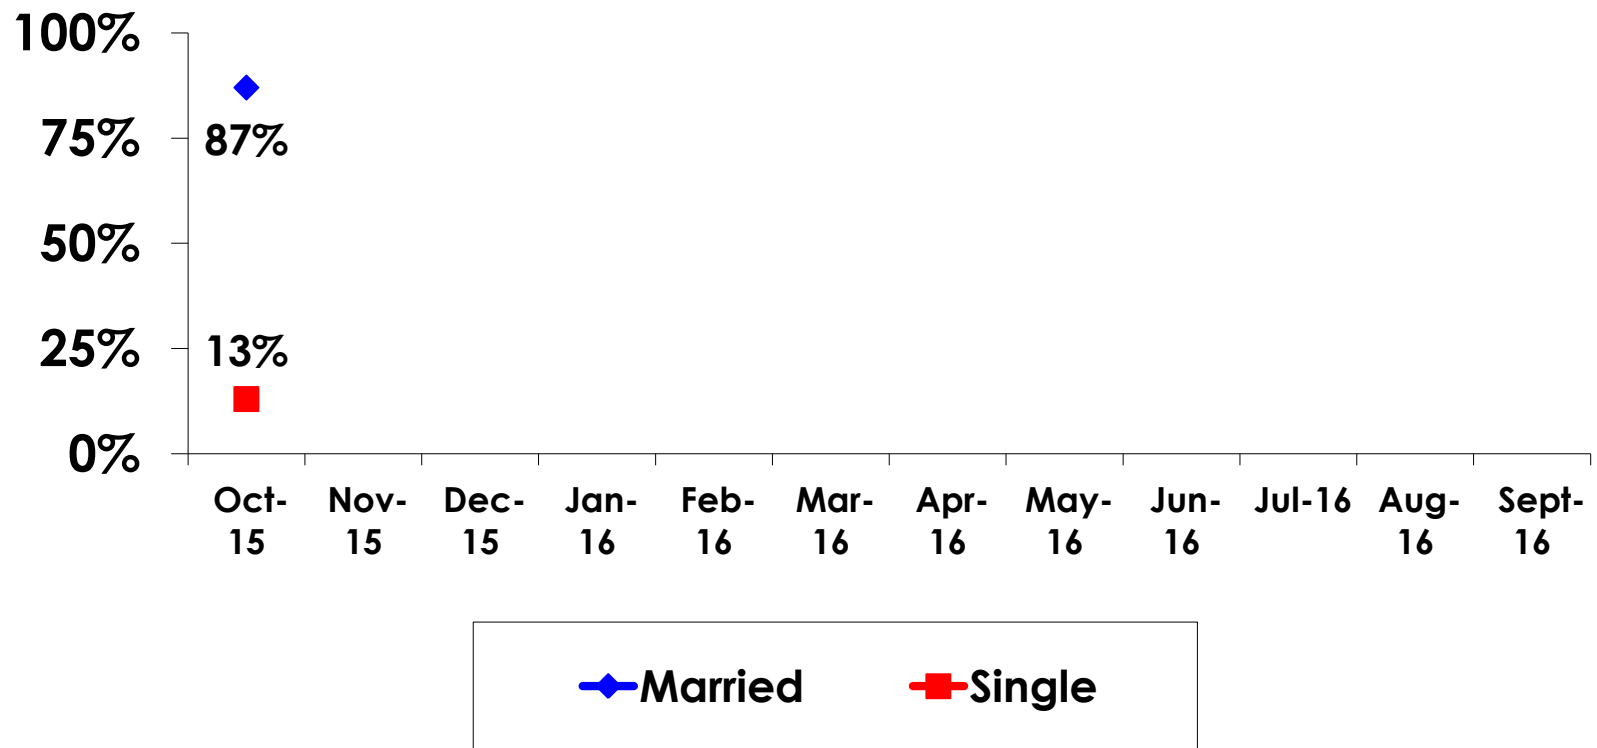 100%
75%
87%
50%
25%
13%
0%
Oct-15
Nov-15
Dec-15
Jan-16
Feb-16
Mar-16
Apr-16
May-16
Jun-16
Jul-16
Aug-16
Sept-16
Married
Single